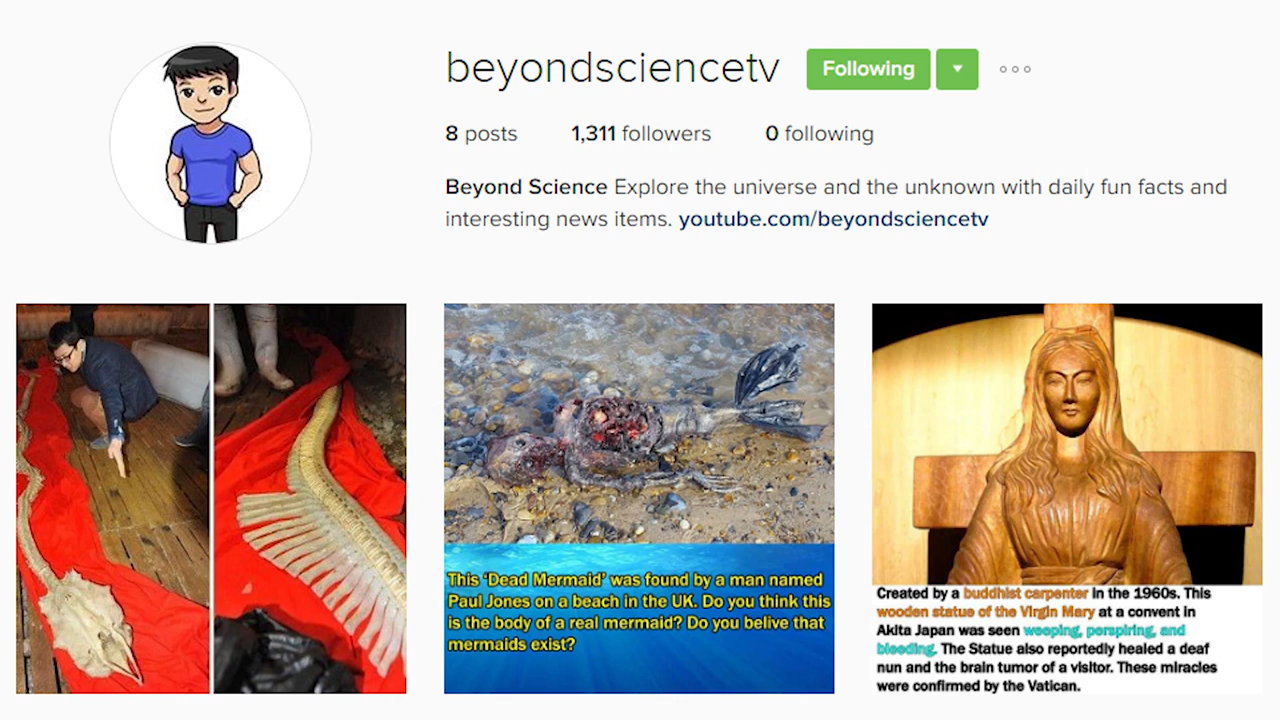 beyondsciencetv Following
8 posts 1,311 followers 0 following
Beyond Science Explore the universe and the unknown with daily fun facts and
interesting news items. youtube.com/beyondsciencetv
This 'Dead Mermaid' was found by a man named
Paul Jones on a beach in the UK. Do you think this
is the body of a real mermaid? Do you belive that
mermaids exist?
Created by a buddhist carpenter in the 1960s. This
wooden statue of the Virgin Mary at a convent in
Akita Japan was seen weeping, perspiring, and
bleeding. The Statue also reportedly healed a deaf
nun and the brain tumor of a visitor. These miracles
were confirmed by the Vatican.